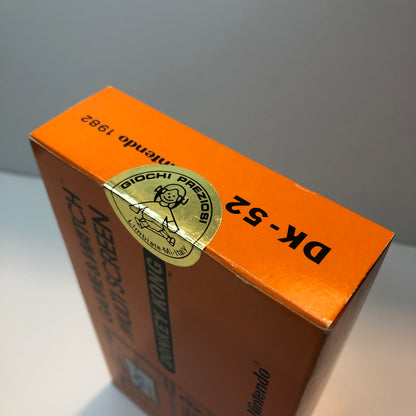 DK-52
Nintendo 1982
GIOCHI PREZIOSI
GAME&WATCH
MULTI SCREEN
DONKEY KONG
Nintendo